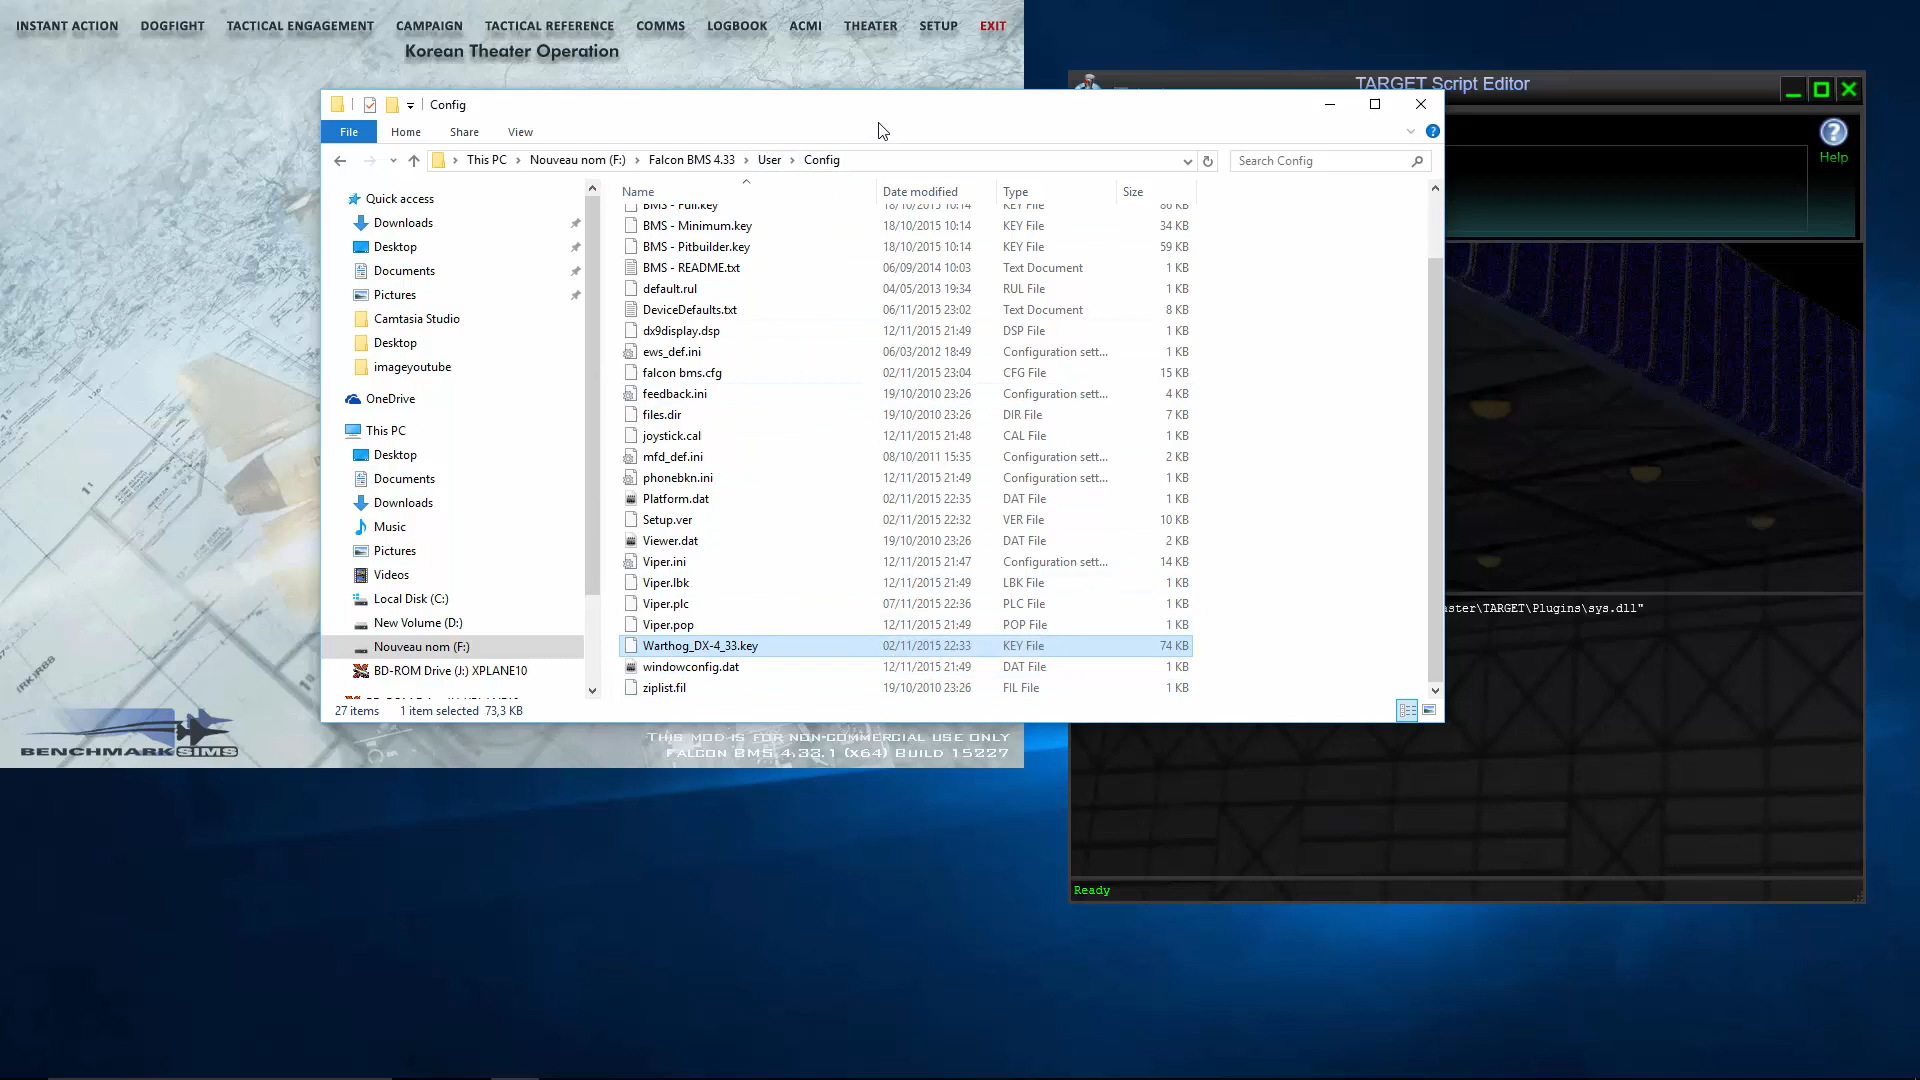 INSTANT ACTION DOGFIGHT TACTICAL ENGAGEMENT CAMPAIGN TACTICAL REFERENCE COMMS LOGBOOK ACMI THEATER SETUP EXIT
Korean Theater Operation
TARGET Script Editor
Help
Config
File Home Share View
This PC Nouveau nom (F:) Falcon BMS 4.33 User Config
Search Config
Quick access
Downloads
Desktop
Documents
Pictures
Camtasia Studio
Desktop
imageyoutube
OneDrive
This PC
Desktop
Documents
Downloads
Music
Pictures
Videos
Local Disk (C:)
New Volume (D:)
Nouveau nom (F:)
BD-ROM Drive (J:) XPLANE10
Name Date modified Type Size
BMS - Full.key 18/10/2015 10:14 KEY File 86 KB
BMS - Minimum.key 18/10/2015 10:14 KEY File 34 KB
BMS - Pitbuilder.key 18/10/2015 10:14 KEY File 59 KB
BMS - README.txt 06/09/2014 10:03 Text Document 1 KB
default.rul 04/05/2013 19:34 RUL File 1 KB
DeviceDefaults.txt 06/11/2015 23:02 Text Document 8 KB
dx9display.dsp 12/11/2015 21:49 DSP File 1 KB
ews_def.ini 06/03/2012 18:49 Configuration sett... 1 KB
falcon bms.cfg 02/11/2015 23:04 CFG File 15 KB
feedback.ini 19/10/2010 23:26 Configuration sett... 4 KB
files.dir 19/10/2010 23:26 DIR File 7 KB
joystick.cal 12/11/2015 21:48 CAL File 1 KB
mfd_def.ini 08/10/2011 15:35 Configuration sett... 2 KB
phonebkn.ini 12/11/2015 21:49 Configuration sett... 1 KB
Platform.dat 02/11/2015 22:35 DAT File 1 KB
Setup.ver 02/11/2015 22:32 VER File 10 KB
Viewer.dat 19/10/2010 23:26 DAT File 2 KB
Viper.ini 12/11/2015 21:47 Configuration sett... 14 KB
Viper.lbk 12/11/2015 21:49 LBK File 1 KB
Viper.plc 07/11/2015 22:36 PLC File 1 KB
Viper.pop 12/11/2015 21:49 POP File 1 KB
Warthog_DX-4_33.key 02/11/2015 22:33 KEY File 74 KB
windowconfig.dat 12/11/2015 21:49 DAT File 1 KB
ziplist.fil 19/10/2010 23:26 FIL File 1 KB
27 items 1 item selected 73,3 KB
aster\TARGET\Plugins\sys.dll"
Ready
BENCHMARKSIMS
THIS MOD IS FOR NON-COMMERCIAL USE ONLY
FALCON BMS 4.33.1 (x64) BUILD 15227